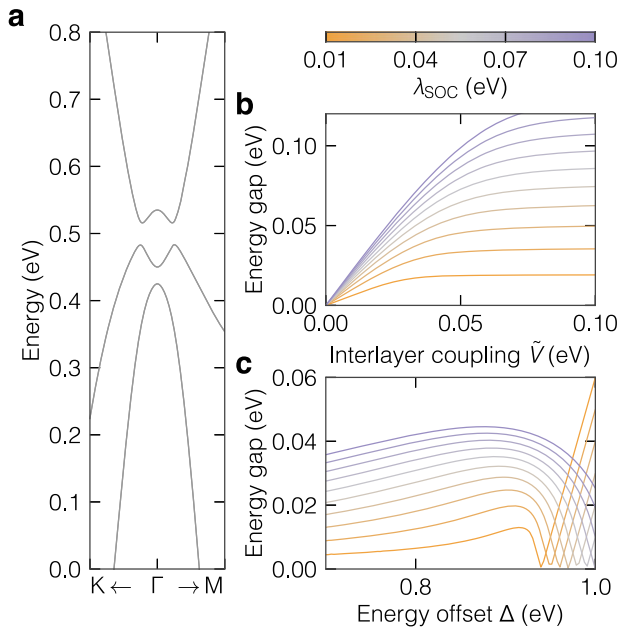 a
0.8
0.7
0.6
0.5
0.4
0.3
0.2
0.1
0.0
Energy (eV)
K ← Γ → M
0.01 0.04 0.07 0.10
λSOC (eV)
b
0.10
0.05
0.00
Energy gap (eV)
0.00 0.05 0.10
Interlayer coupling Ṽ (eV)
c
0.06
0.04
0.02
0.00
Energy gap (eV)
0.8 1.0
Energy offset Δ (eV)